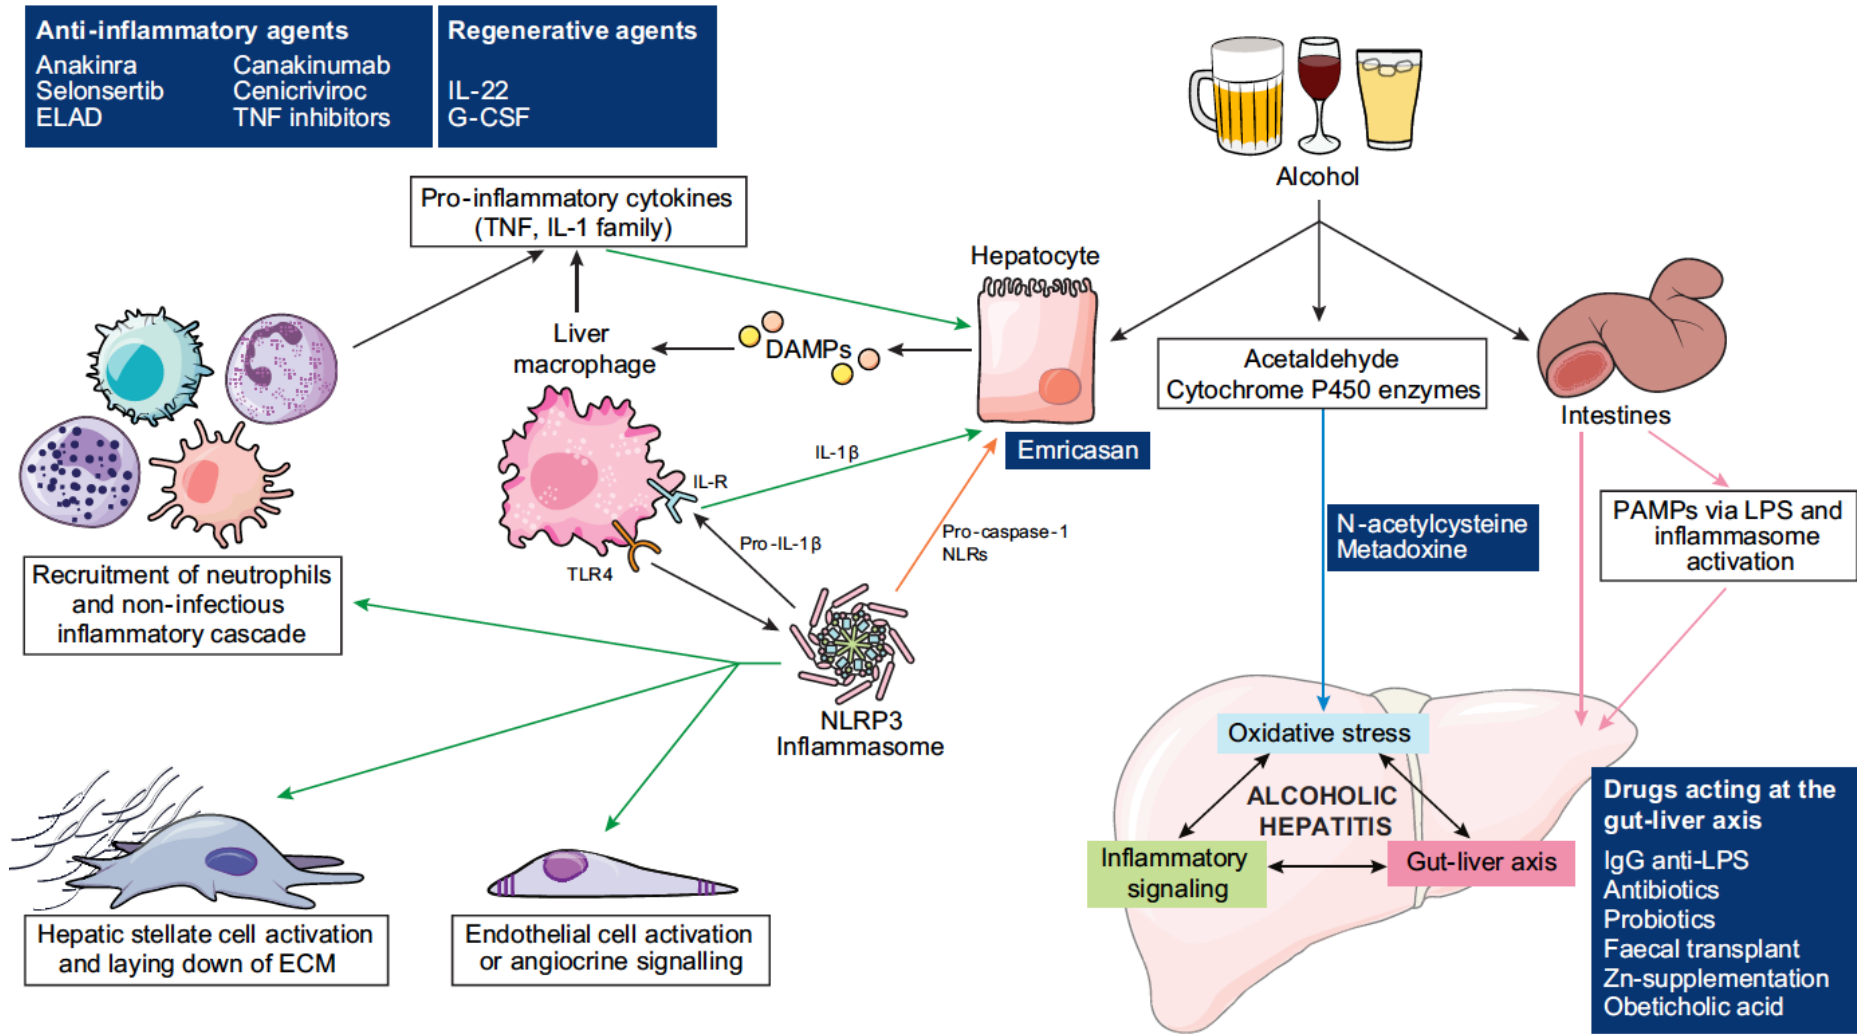 Anti-inflammatory agents
Anakinra Canakinumab
Selonsertib Cenicriviroc
ELAD TNF inhibitors
Regenerative agents
IL-22
G-CSF
Alcohol
Pro-inflammatory cytokines
(TNF, IL-1 family)
Hepatocyte
Liver
macrophage
DAMPs
Acetaldehyde
Cytochrome P450 enzymes
Intestines
Emricasan
IL-1β
IL-R
Pro-IL-1β
TLR4
Pro-caspase-1
NLRs
N-acetylcysteine
Metadoxine
PAMPs via LPS and
inflammasome
activation
Recruitment of neutrophils
and non-infectious
inflammatory cascade
NLRP3
Inflammasome
Oxidative stress
ALCOHOLIC
HEPATITIS
Inflammatory
signaling
Gut-liver axis
Drugs acting at the
gut-liver axis
IgG anti-LPS
Antibiotics
Probiotics
Faecal transplant
Zn-supplementation
Obeticholic acid
Hepatic stellate cell activation
and laying down of ECM
Endothelial cell activation
or angiocrine signalling